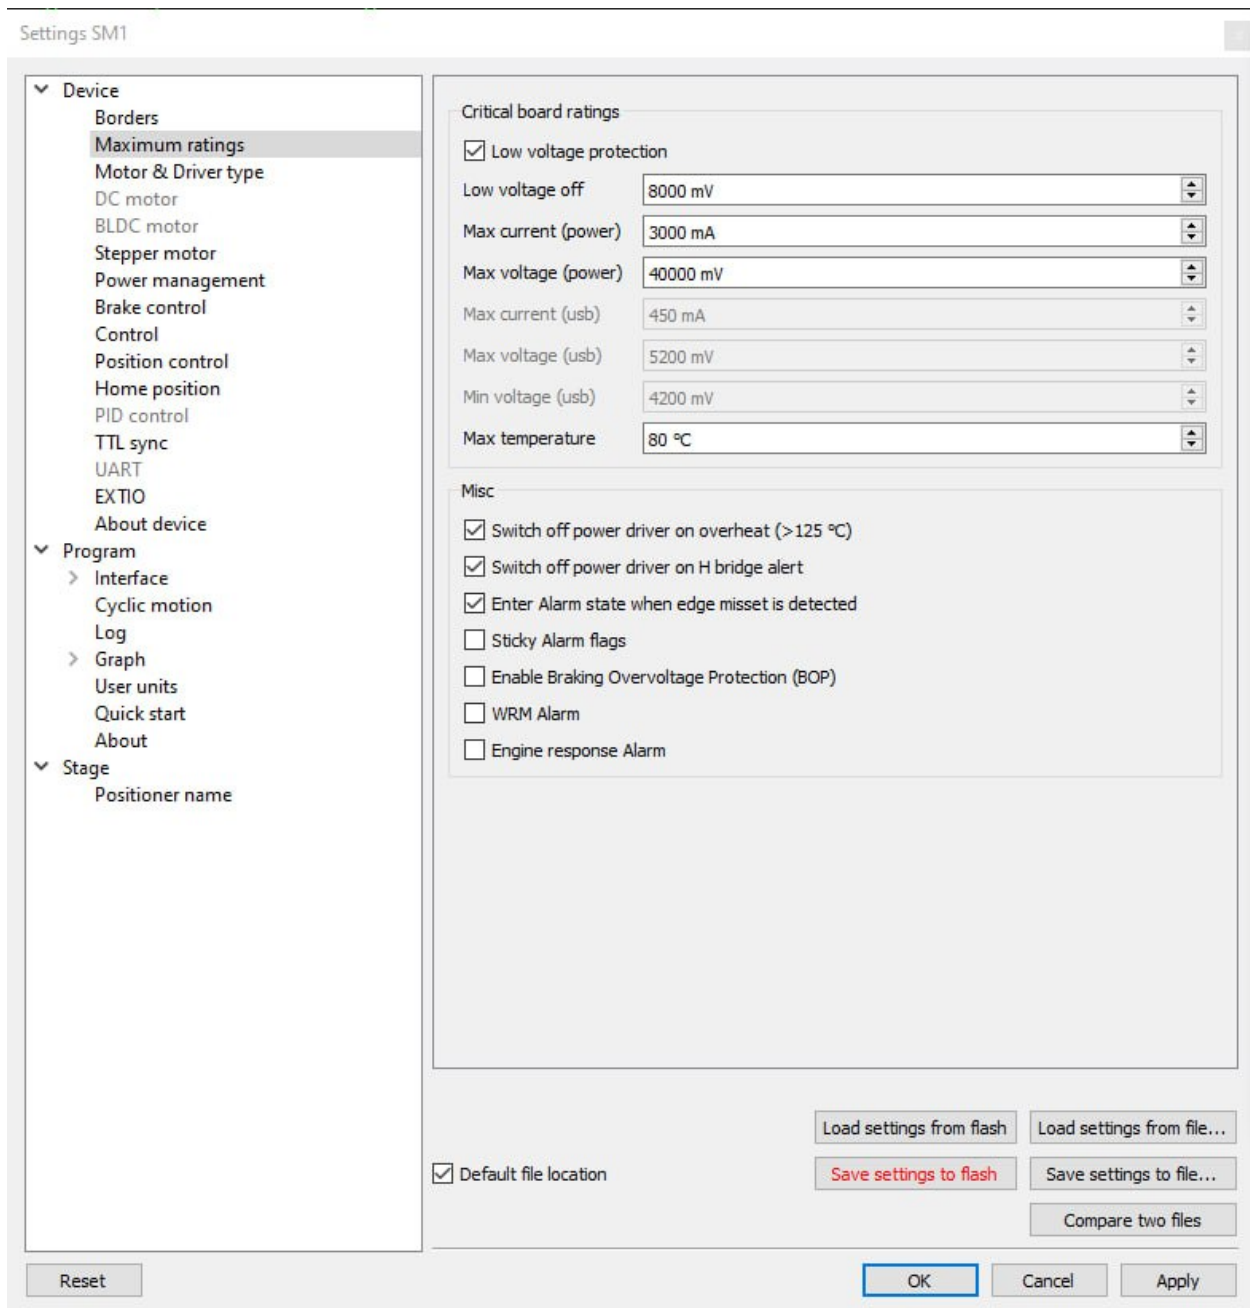 Settings SM1
Device
Borders
Maximum ratings
Motor & Driver type
DC motor
BLDC motor
Stepper motor
Power management
Brake control
Control
Position control
Home position
PID control
TTL sync
UART
EXTIO
About device
Program
Interface
Cyclic motion
Log
Graph
User units
Quick start
About
Stage
Positioner name
Critical board ratings
Low voltage protection
Low voltage off 8000 mV
Max current (power) 3000 mA
Max voltage (power) 40000 mV
Max current (usb) 450 mA
Max voltage (usb) 5200 mV
Min voltage (usb) 4200 mV
Max temperature 80 ºC
Misc
Switch off power driver on overheat (>125 ºC)
Switch off power driver on H bridge alert
Enter Alarm state when edge misset is detected
Sticky Alarm flags
Enable Braking Overvoltage Protection (BOP)
WRM Alarm
Engine response Alarm
Load settings from flash Load settings from file...
Default file location Save settings to flash Save settings to file...
Compare two files
Reset OK Cancel Apply